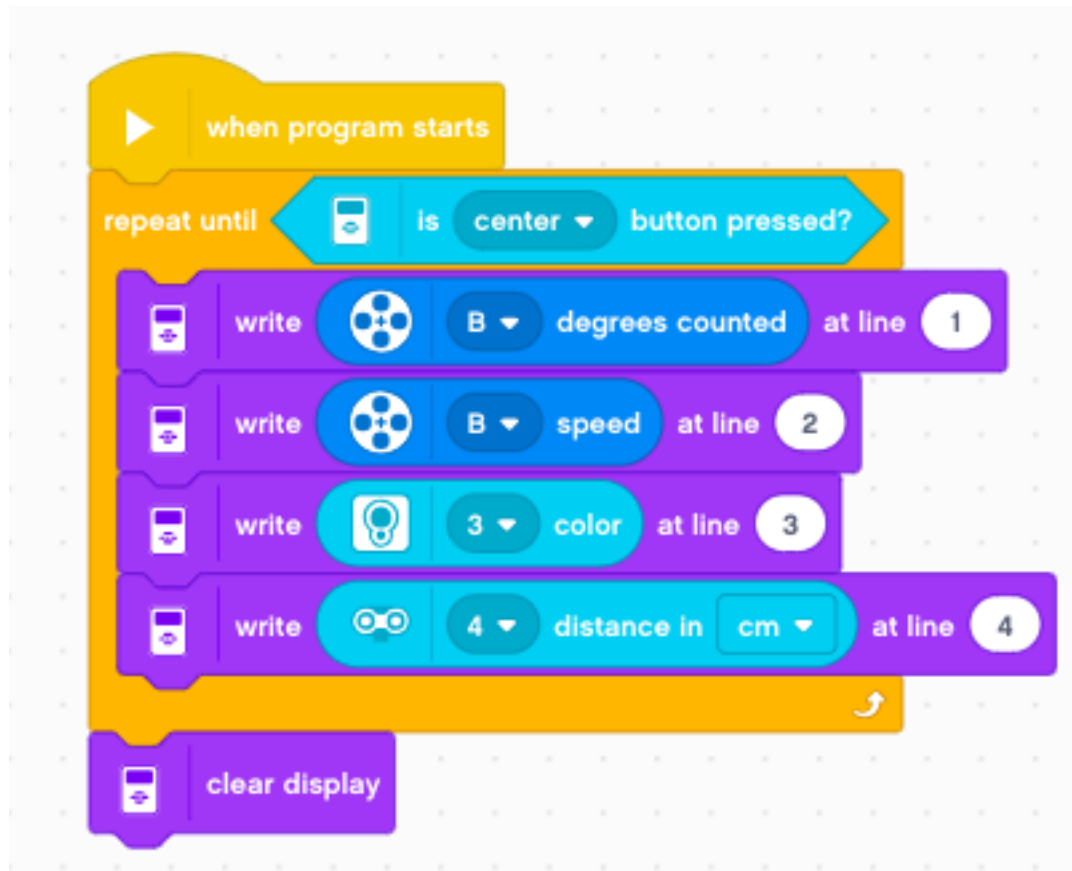 when program starts
repeat until is center button pressed?
write B degrees counted at line 1
write B speed at line 2
write 3 color at line 3
write 4 distance in cm at line 4
clear display